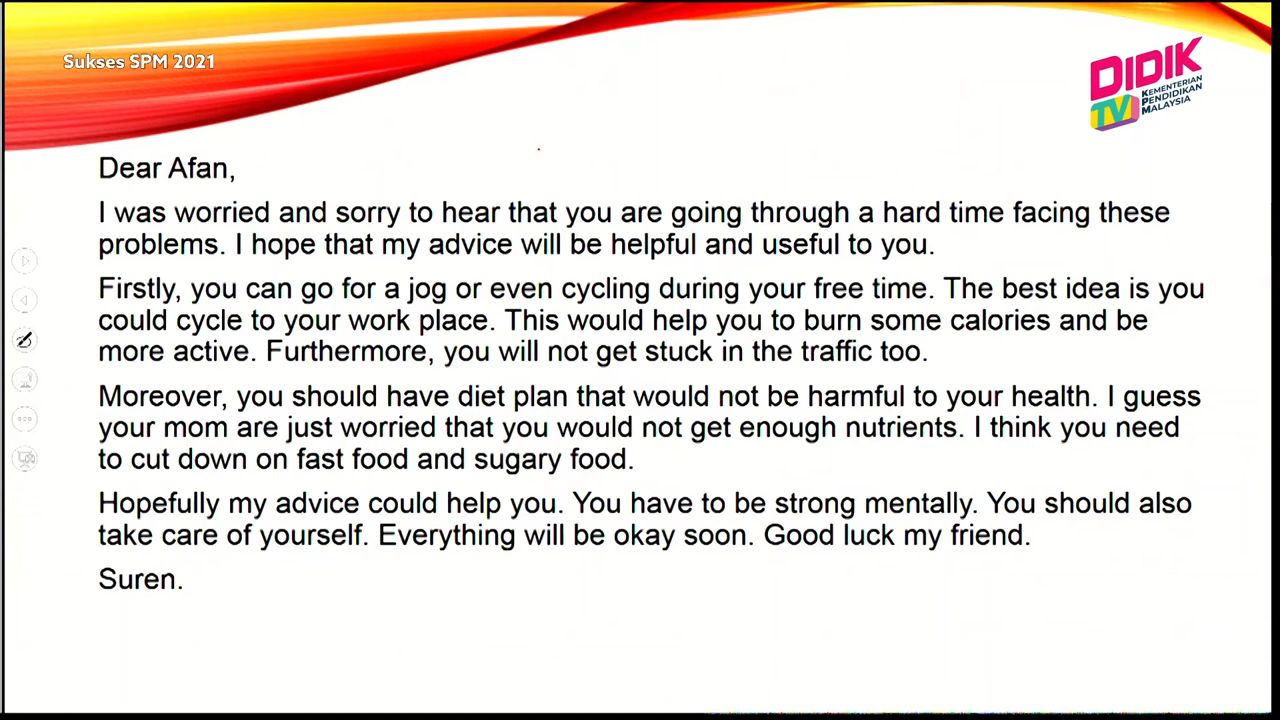 Sukses SPM 2021
DIDIK
TV
KEMENTERIAN
PENDIDIKAN
MALAYSIA
Dear Afan,
I was worried and sorry to hear that you are going through a hard time facing these
problems. I hope that my advice will be helpful and useful to you.
Firstly, you can go for a jog or even cycling during your free time. The best idea is you
could cycle to your work place. This would help you to burn some calories and be
more active. Furthermore, you will not get stuck in the traffic too.
Moreover, you should have diet plan that would not be harmful to your health. I guess
your mom are just worried that you would not get enough nutrients. I think you need
to cut down on fast food and sugary food.
Hopefully my advice could help you. You have to be strong mentally. You should also
take care of yourself. Everything will be okay soon. Good luck my friend.
Suren.